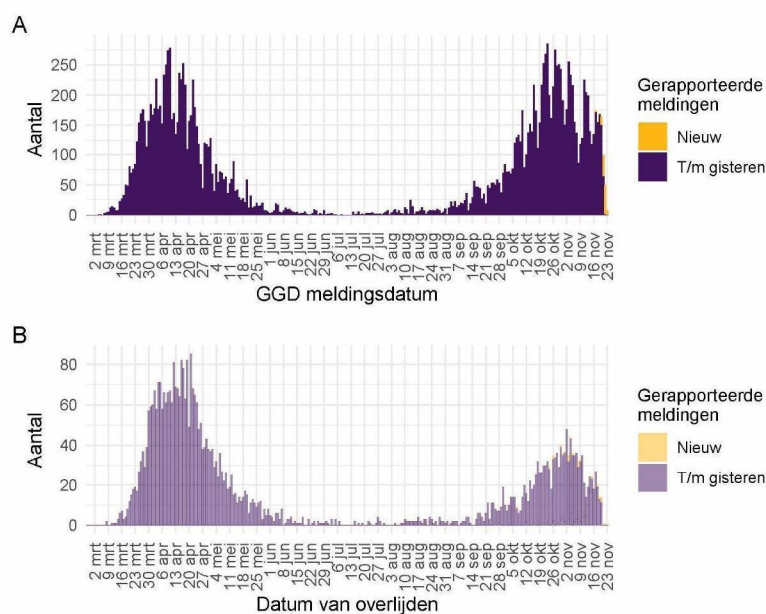 A
Aantal
250
200
150
100
50
0
2 mrt
9 mrt
16 mrt
23 mrt
30 mrt
6 apr
13 apr
20 apr
27 apr
4 mei
11 mei
18 mei
25 mei
1 jun
8 jun
15 jun
22 jun
29 jun
6 jul
13 jul
20 jul
27 jul
3 aug
10 aug
17 aug
24 aug
31 aug
7 sep
14 sep
21 sep
28 sep
5 okt
12 okt
19 okt
26 okt
2 nov
9 nov
16 nov
23 nov
GGD meldingsdatum
Gerapporteerde
meldingen
Nieuw
T/m gisteren
B
Aantal
80
60
40
20
0
2 mrt
9 mrt
16 mrt
23 mrt
30 mrt
6 apr
13 apr
20 apr
27 apr
4 mei
11 mei
18 mei
25 mei
1 jun
8 jun
15 jun
22 jun
29 jun
6 jul
13 jul
20 jul
27 jul
3 aug
10 aug
17 aug
24 aug
31 aug
7 sep
14 sep
21 sep
28 sep
5 okt
12 okt
19 okt
26 okt
2 nov
9 nov
16 nov
23 nov
Datum van overlijden
Gerapporteerde
meldingen
Nieuw
T/m gisteren